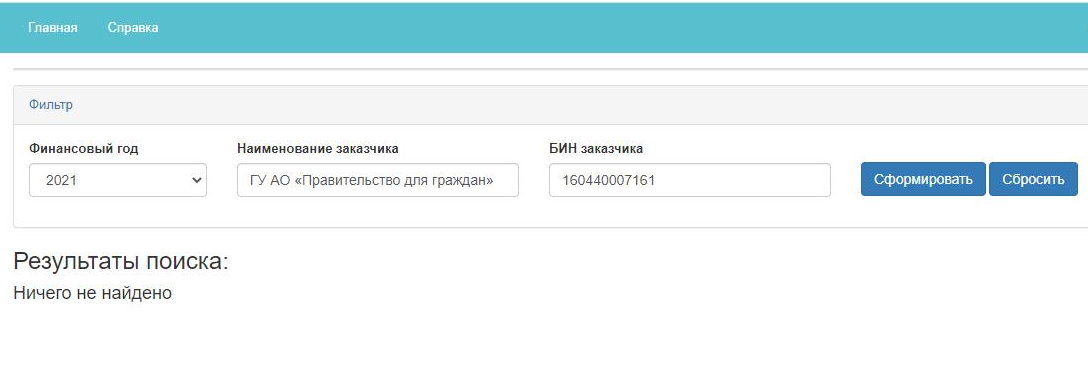 Главная Справка
Фильтр
Финансовый год Наименование заказчика БИН заказчика
2021 ГУ АО «Правительство для граждан» 160440007161 Сформировать Сбросить
Результаты поиска:
Ничего не найдено